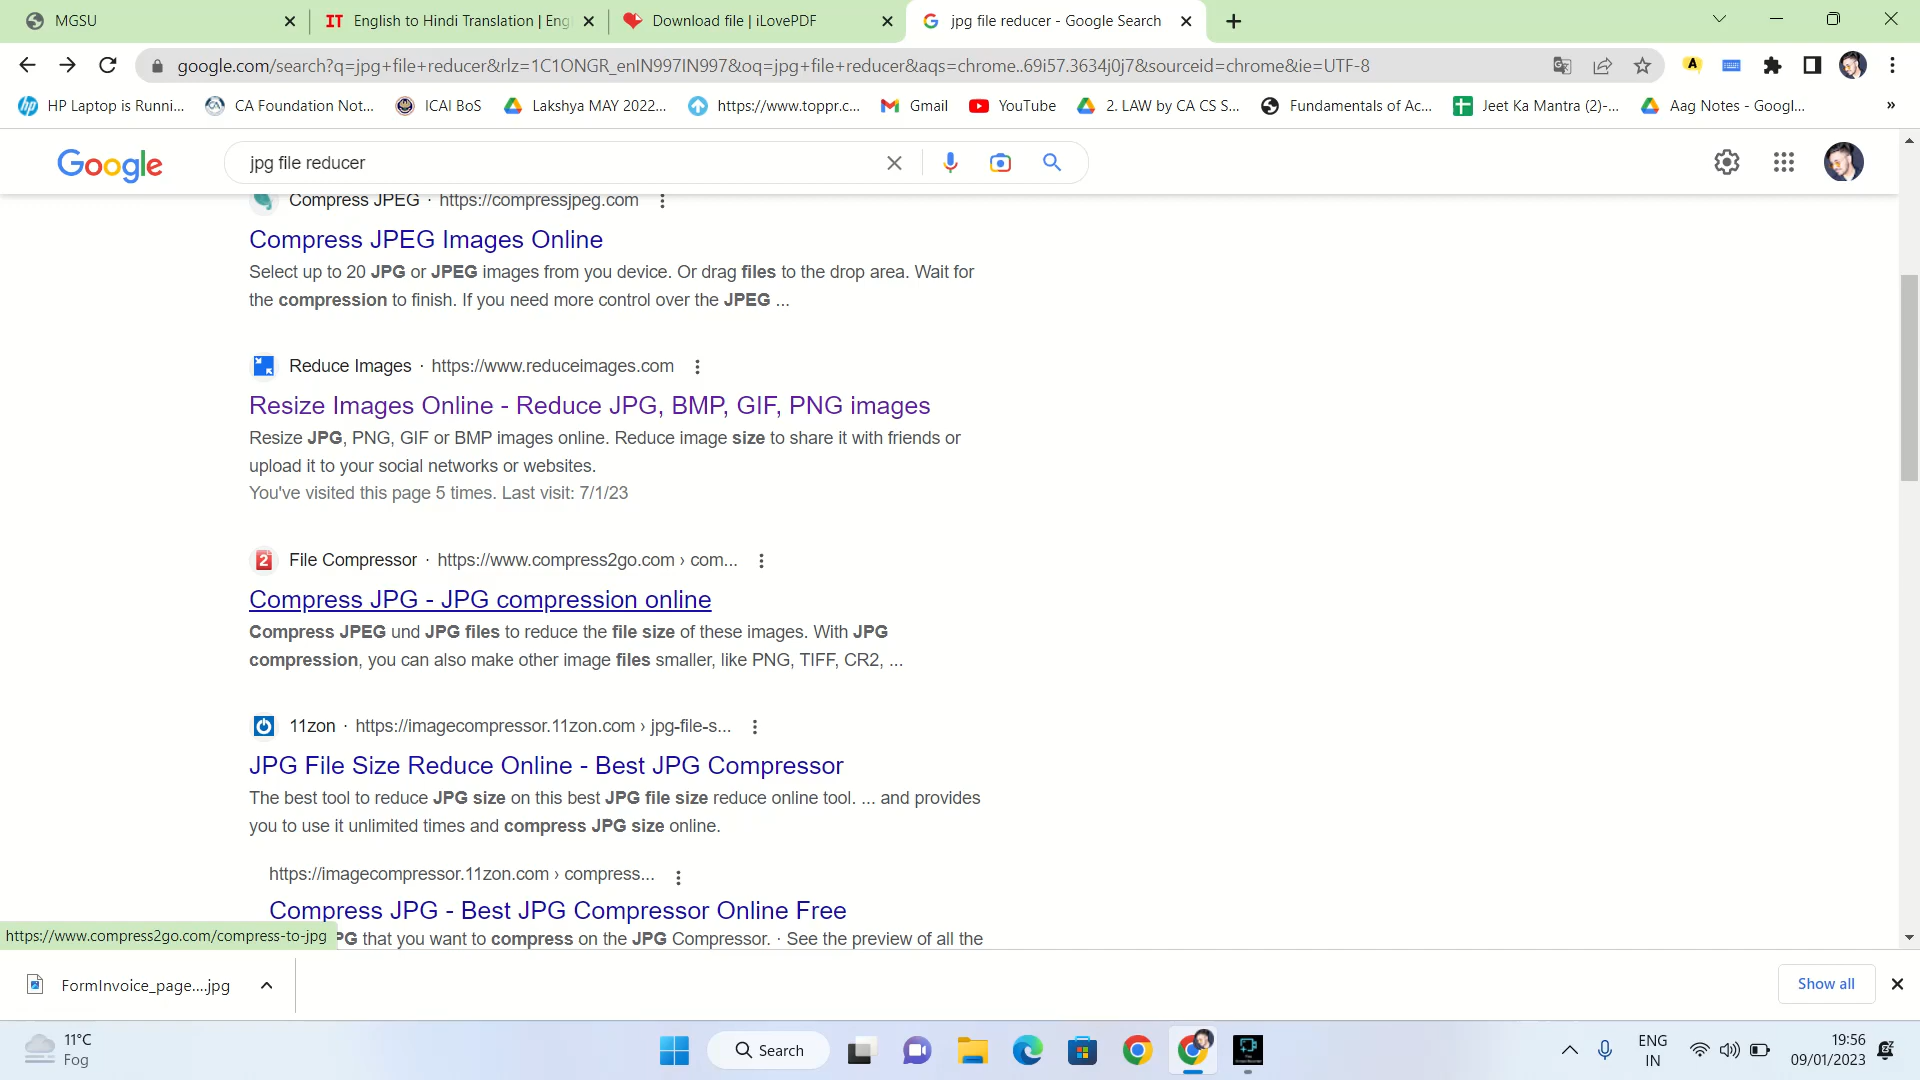 MGSU
English to Hindi Translation | Eng
Download file | iLovePDF
jpg file reducer - Google Search
google.com/search?q=jpg+file+reducer&rlz=1C1ONGR_enIN997IN997&oq=jpg+file+reducer&aqs=chrome..69i57.3634j0j7&sourceid=chrome&ie=UTF-8
HP Laptop is Runni...
CA Foundation Not...
ICAI BoS
Lakshya MAY 2022...
https://www.toppr.c...
Gmail
YouTube
2. LAW by CA CS S...
Fundamentals of Ac...
Jeet Ka Mantra (2)-...
Aag Notes - Googl...
»
Google
jpg file reducer
Compress JPEG · https://compressjpeg.com
Compress JPEG Images Online
Select up to 20 JPG or JPEG images from you device. Or drag files to the drop area. Wait for
the compression to finish. If you need more control over the JPEG ...
Reduce Images · https://www.reduceimages.com
Resize Images Online - Reduce JPG, BMP, GIF, PNG images
Resize JPG, PNG, GIF or BMP images online. Reduce image size to share it with friends or
upload it to your social networks or websites.
You've visited this page 5 times. Last visit: 7/1/23
File Compressor · https://www.compress2go.com › com...
Compress JPG - JPG compression online
Compress JPEG und JPG files to reduce the file size of these images. With JPG
compression, you can also make other image files smaller, like PNG, TIFF, CR2, ...
11zon · https://imagecompressor.11zon.com › jpg-file-s...
JPG File Size Reduce Online - Best JPG Compressor
The best tool to reduce JPG size on this best JPG file size reduce online tool. ... and provides
you to use it unlimited times and compress JPG size online.
https://imagecompressor.11zon.com › compress...
Compress JPG - Best JPG Compressor Online Free
PG that you want to compress on the JPG Compressor. · See the preview of all the
https://www.compress2go.com/compress-to-jpg
FormInvoice_page....jpg
Show all
11°C
Fog
Search
ENG
IN
19:56
09/01/2023